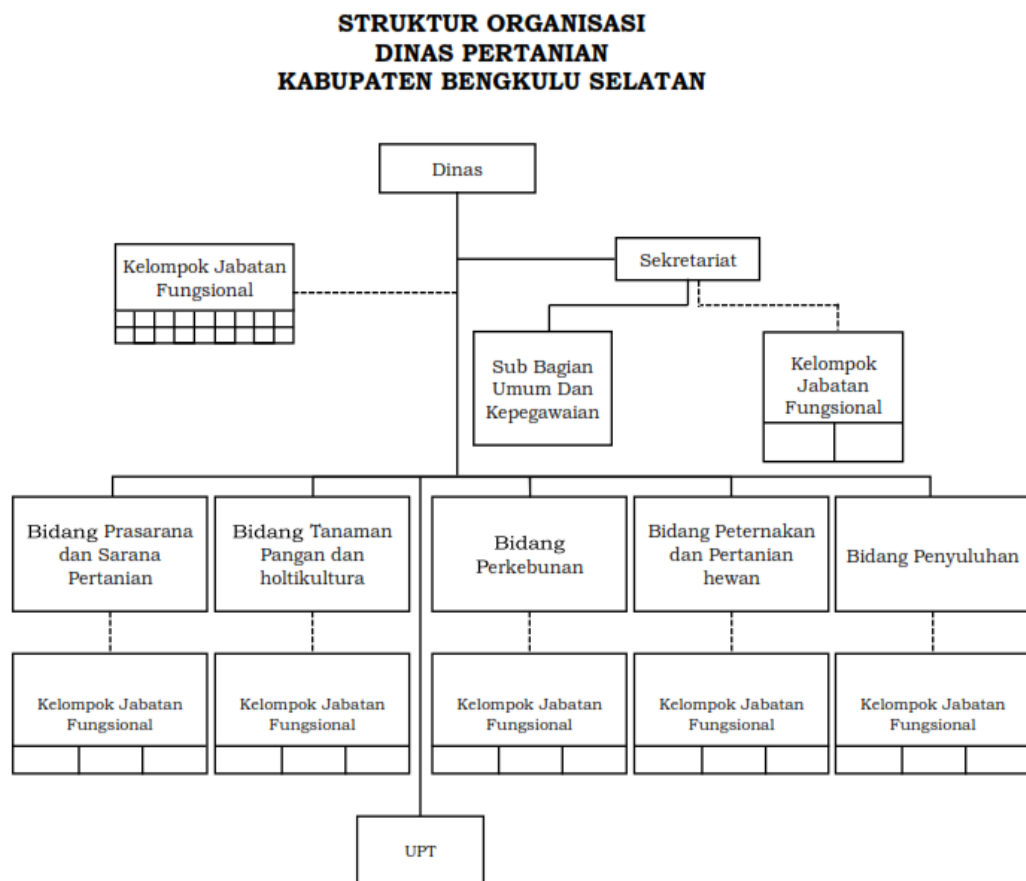 STRUKTUR ORGANISASI
DINAS PERTANIAN
KABUPATEN BENGKULU SELATAN
Dinas
Kelompok Jabatan
Fungsional
Sekretariat
Sub Bagian
Umum Dan
Kepegawaian
Kelompok
Jabatan
Fungsional
Bidang Prasarana
dan Sarana
Pertanian
Bidang Tanaman
Pangan dan
holtikultura
Bidang
Perkebunan
Bidang Peternakan
dan Pertanian
hewan
Bidang Penyuluhan
Kelompok Jabatan
Fungsional
Kelompok Jabatan
Fungsional
Kelompok Jabatan
Fungsional
Kelompok Jabatan
Fungsional
Kelompok Jabatan
Fungsional
UPT